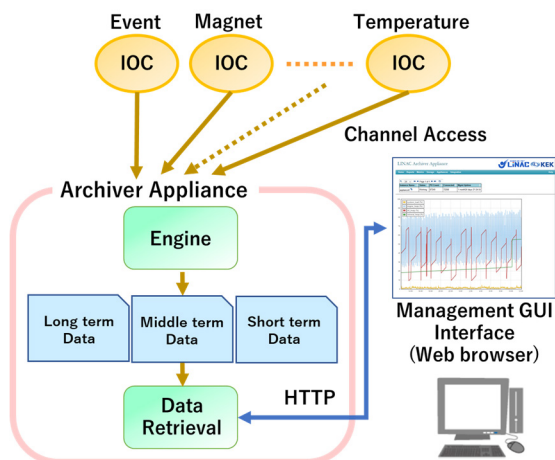 Event
Magnet
Temperature
IOC
IOC
IOC
Channel Access
Archiver Appliance
LINAC Archiver Appliance
LINAC
KEK
Engine
Long term
Data
Middle term
Data
Short term
Data
Management GUI
Interface
(Web browser)
Data
Retrieval
HTTP